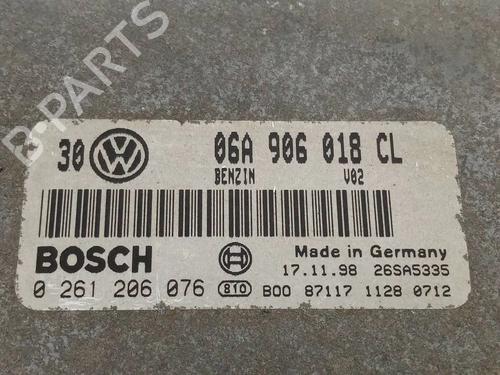 B-PARTS
30 06A 906 018 CL
BENZIN V02
BOSCH Made in Germany
17.11.98 26SA5335
0 261 206 076 810 B00 87117 1128 0712